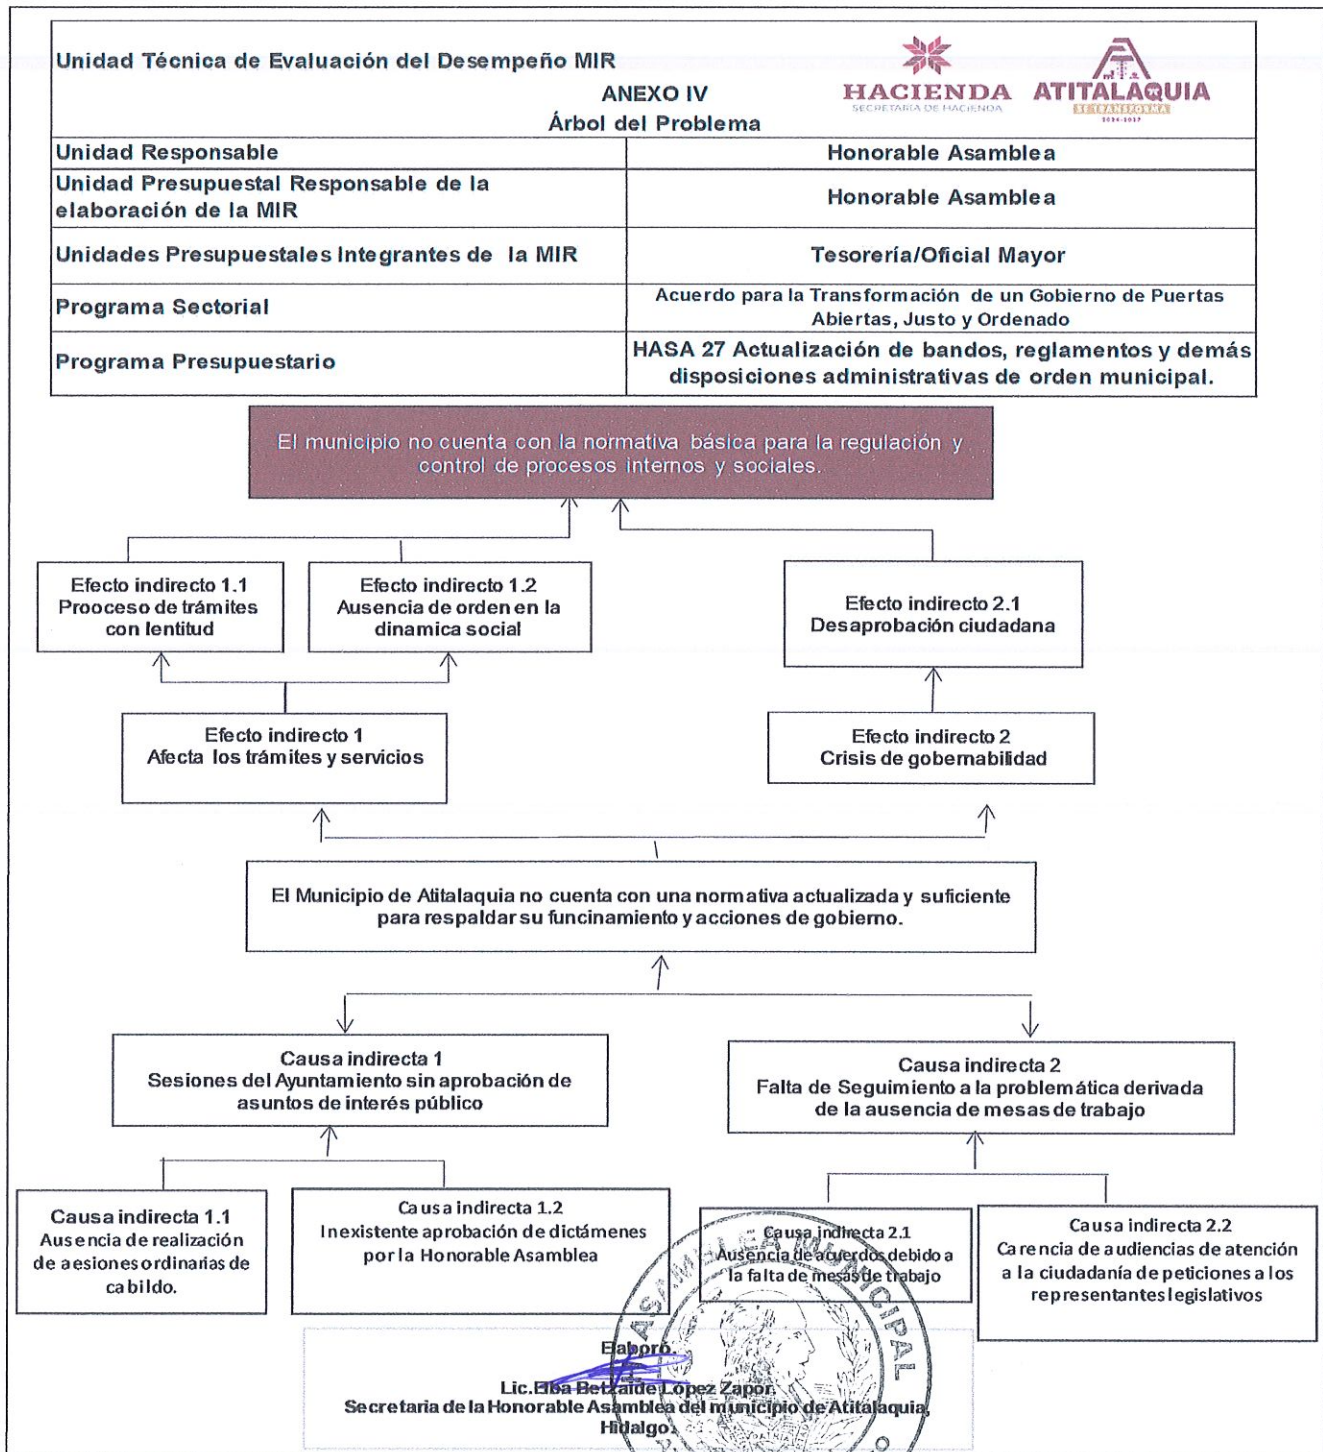 Unidad Técnica de Evaluación del Desempeño MIR
HACIENDA
SECRETARÍA DE HACIENDA
ATITALAQUIA
SE TRANSFORMA
2024-2027
ANEXO IV
Árbol del Problema
Unidad Responsable
Honorable Asamblea
Unidad Presupuestal Responsable de la
elaboración de la MIR
Honorable Asamblea
Unidades Presupuestales Integrantes de la MIR
Tesorería/Oficial Mayor
Programa Sectorial
Acuerdo para la Transformación de un Gobierno de Puertas
Abiertas, Justo y Ordenado
Programa Presupuestario
HASA 27 Actualización de bandos, reglamentos y demás
disposiciones administrativas de orden municipal.
El municipio no cuenta con la normativa básica para la regulación y
control de procesos internos y sociales.
Efecto indirecto 1.1
Prooceso de trámites
con lentitud
Efecto indirecto 1.2
Ausencia de orden en la
dinamica social
Efecto indirecto 2.1
Desaprobación ciudadana
Efecto indirecto 1
Afecta los trámites y servicios
Efecto indirecto 2
Crisis de gobernabilidad
El Municipio de Atitalaquia no cuenta con una normativa actualizada y suficiente
para respaldar su funcinamiento y acciones de gobierno.
Causa indirecta 1
Sesiones del Ayuntamiento sin aprobación de
asuntos de interés público
Causa indirecta 2
Falta de Seguimiento a la problemática derivada
de la ausencia de mesas de trabajo
Causa indirecta 1.1
Ausencia de realización
de aesiones ordinarias de
cabildo.
Causa indirecta 1.2
Inexistente aprobación de dictámenes
por la Honorable Asamblea
Causa indirecta 2.1
Ausencia de acuerdos debido a
la falta de mesas de trabajo
Causa indirecta 2.2
Carencia de audiencias de atención
a la ciudadanía de peticiones a los
representantes legislativos
ASAMBLEA MUNICIPAL
Elaboró.
Lic.Elba Betzaide López Zapor.
Secretaria de la Honorable Asamblea del municipio de Atitalaquia,
Hidalgo.